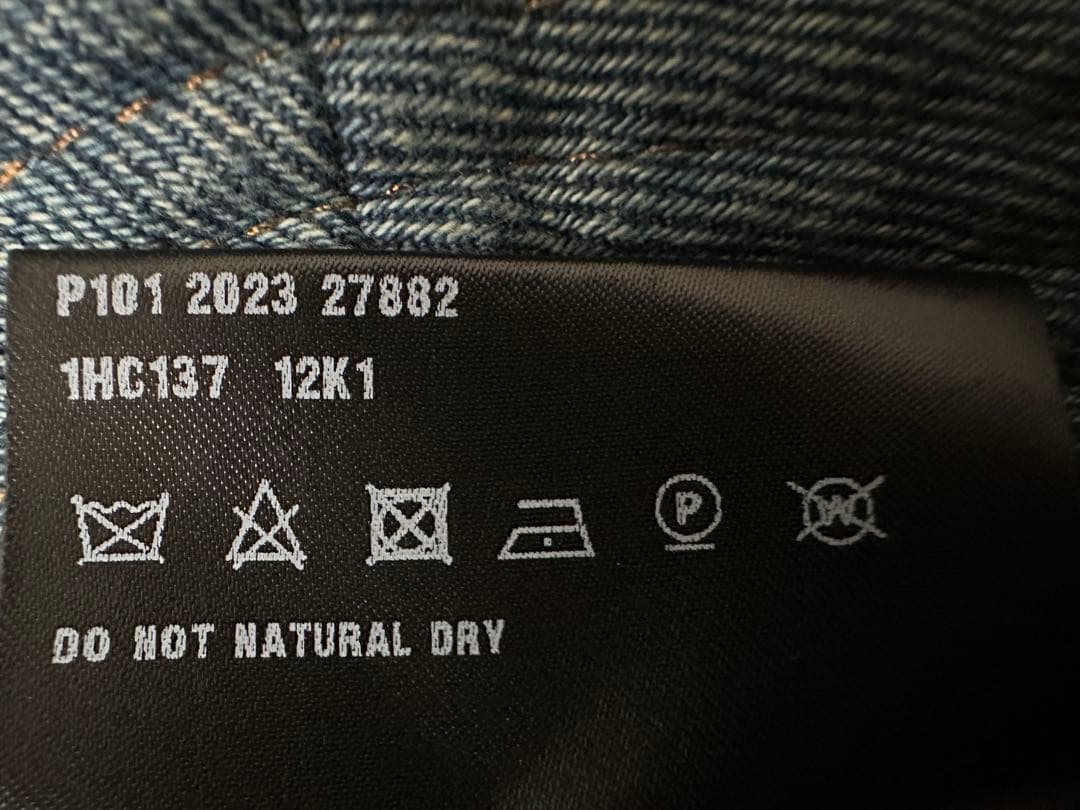 P101 2023 27882
1HC137 12K1
P W
DO NOT NATURAL DRY